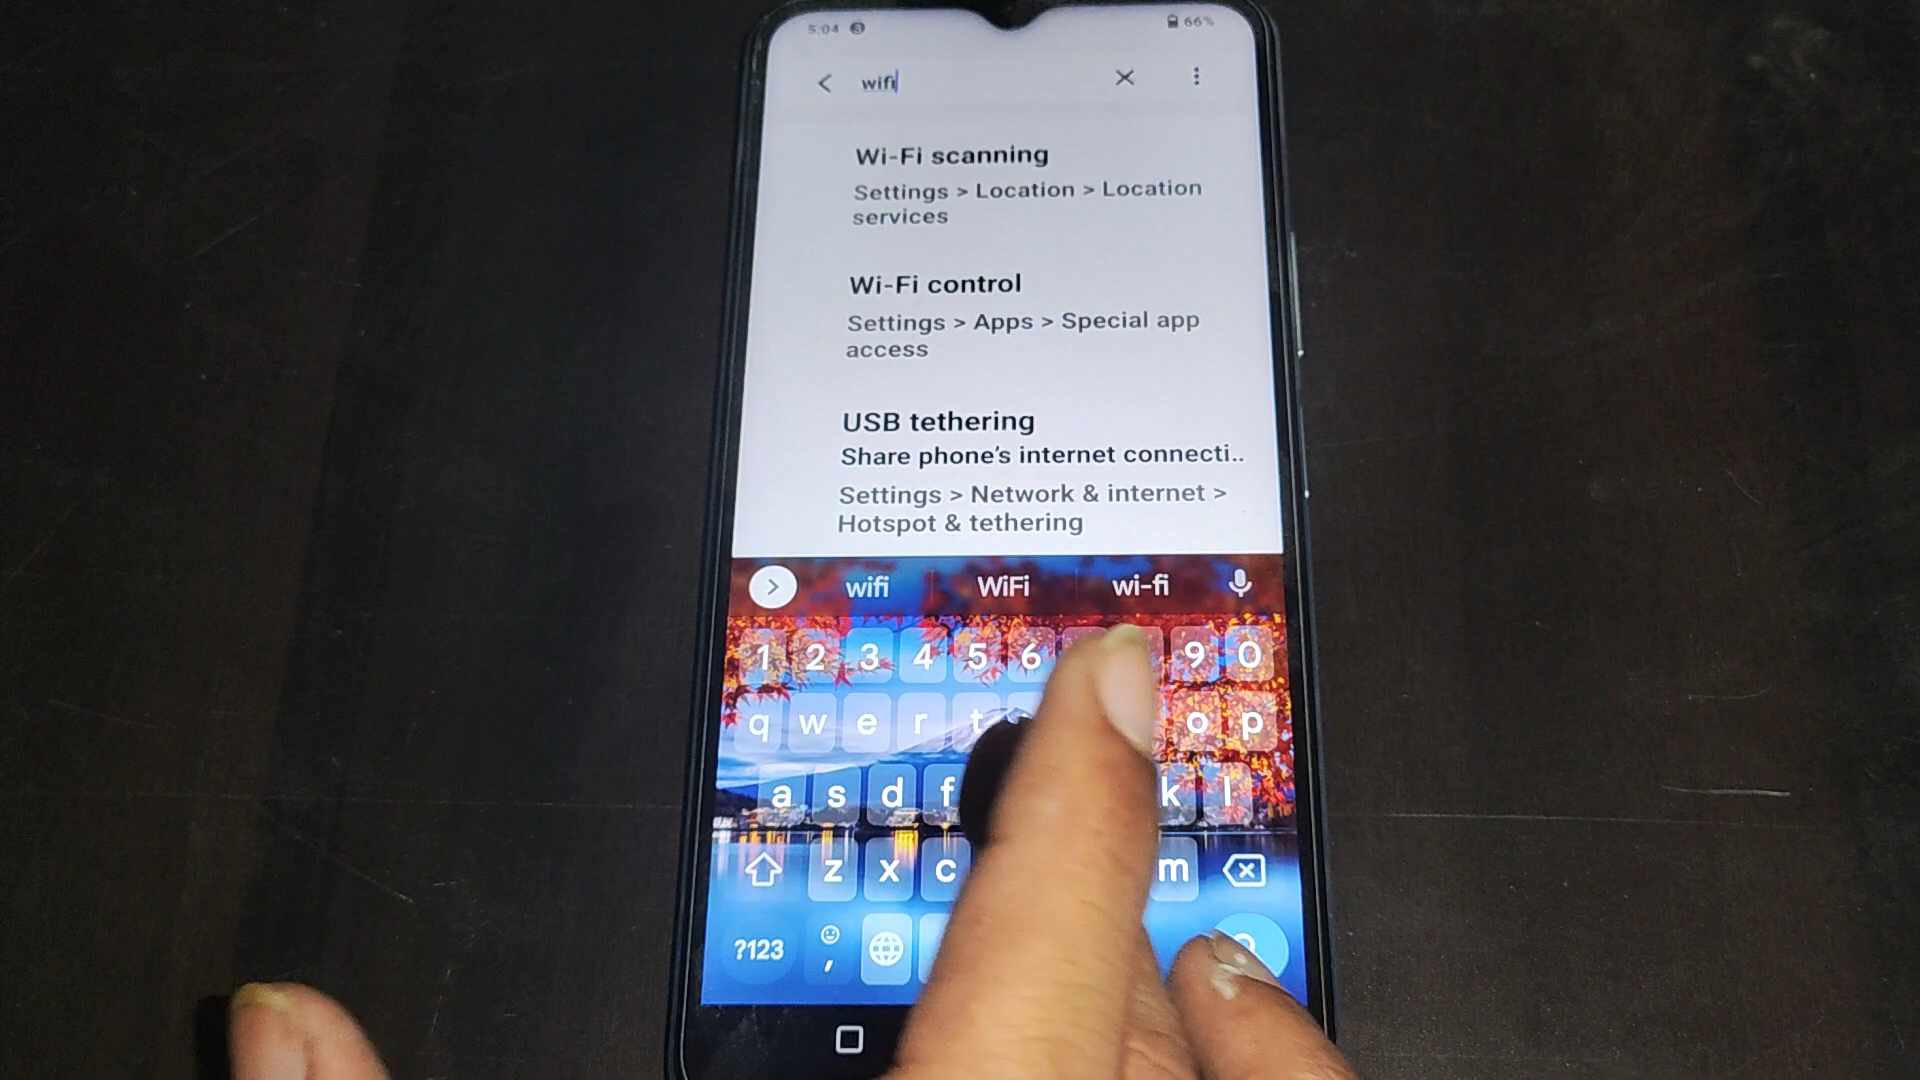 5:04 66%
wifi
Wi-Fi scanning
Settings > Location > Location
services
Wi-Fi control
Settings > Apps > Special app
access
USB tethering
Share phone's internet connecti..
Settings > Network & internet >
Hotspot & tethering
wifi WiFi wi-fi
1 2 3 4 5 6 9 0
q w e r t o p
a s d f k l
z x c m
?123 ,